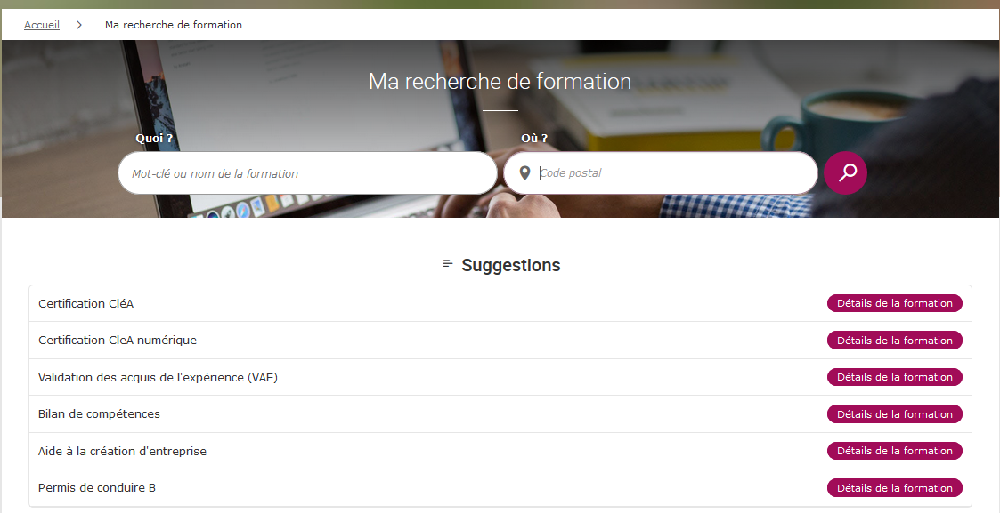 Accueil > Ma recherche de formation
Ma recherche de formation
Quoi ? Où ?
Mot-clé ou nom de la formation Code postal
Suggestions
Certification CléA Détails de la formation
Certification CleA numérique Détails de la formation
Validation des acquis de l'expérience (VAE) Détails de la formation
Bilan de compétences Détails de la formation
Aide à la création d'entreprise Détails de la formation
Permis de conduire B Détails de la formation